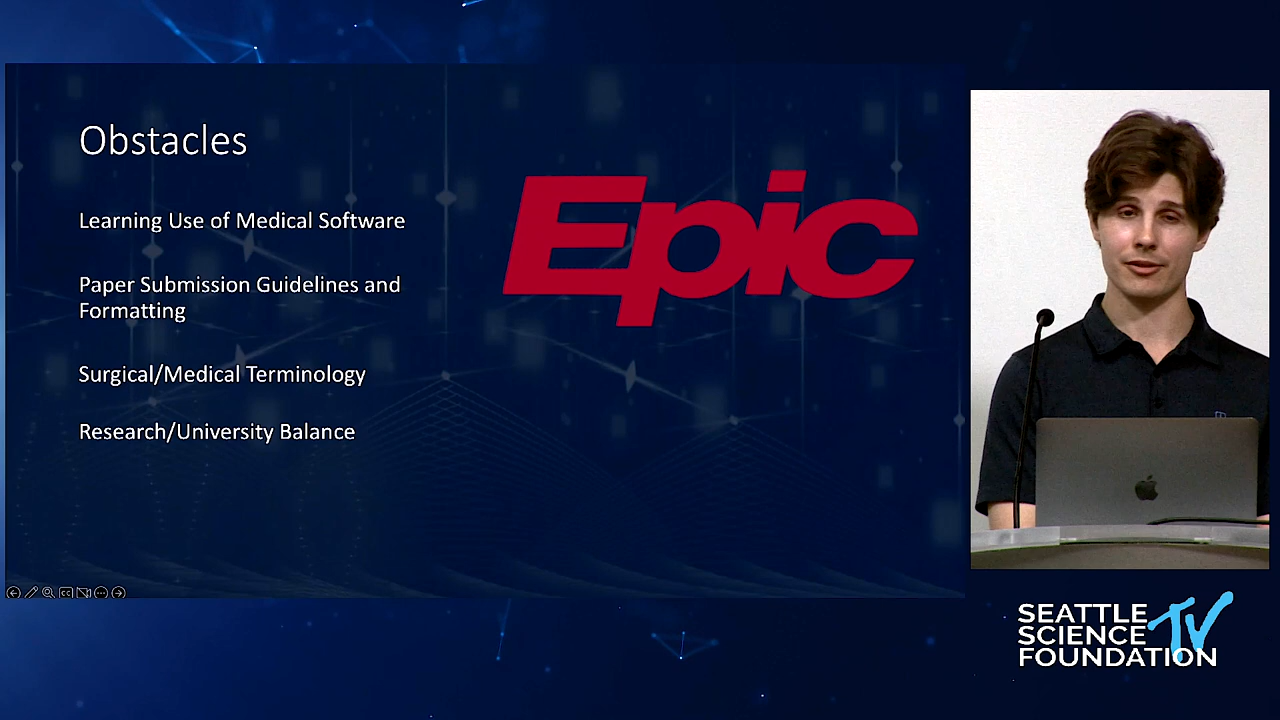 Obstacles
Learning Use of Medical Software
Paper Submission Guidelines and
Formatting
Surgical/Medical Terminology
Research/University Balance
Epic
CC
SEATTLE
SCIENCE
FOUNDATION
TV